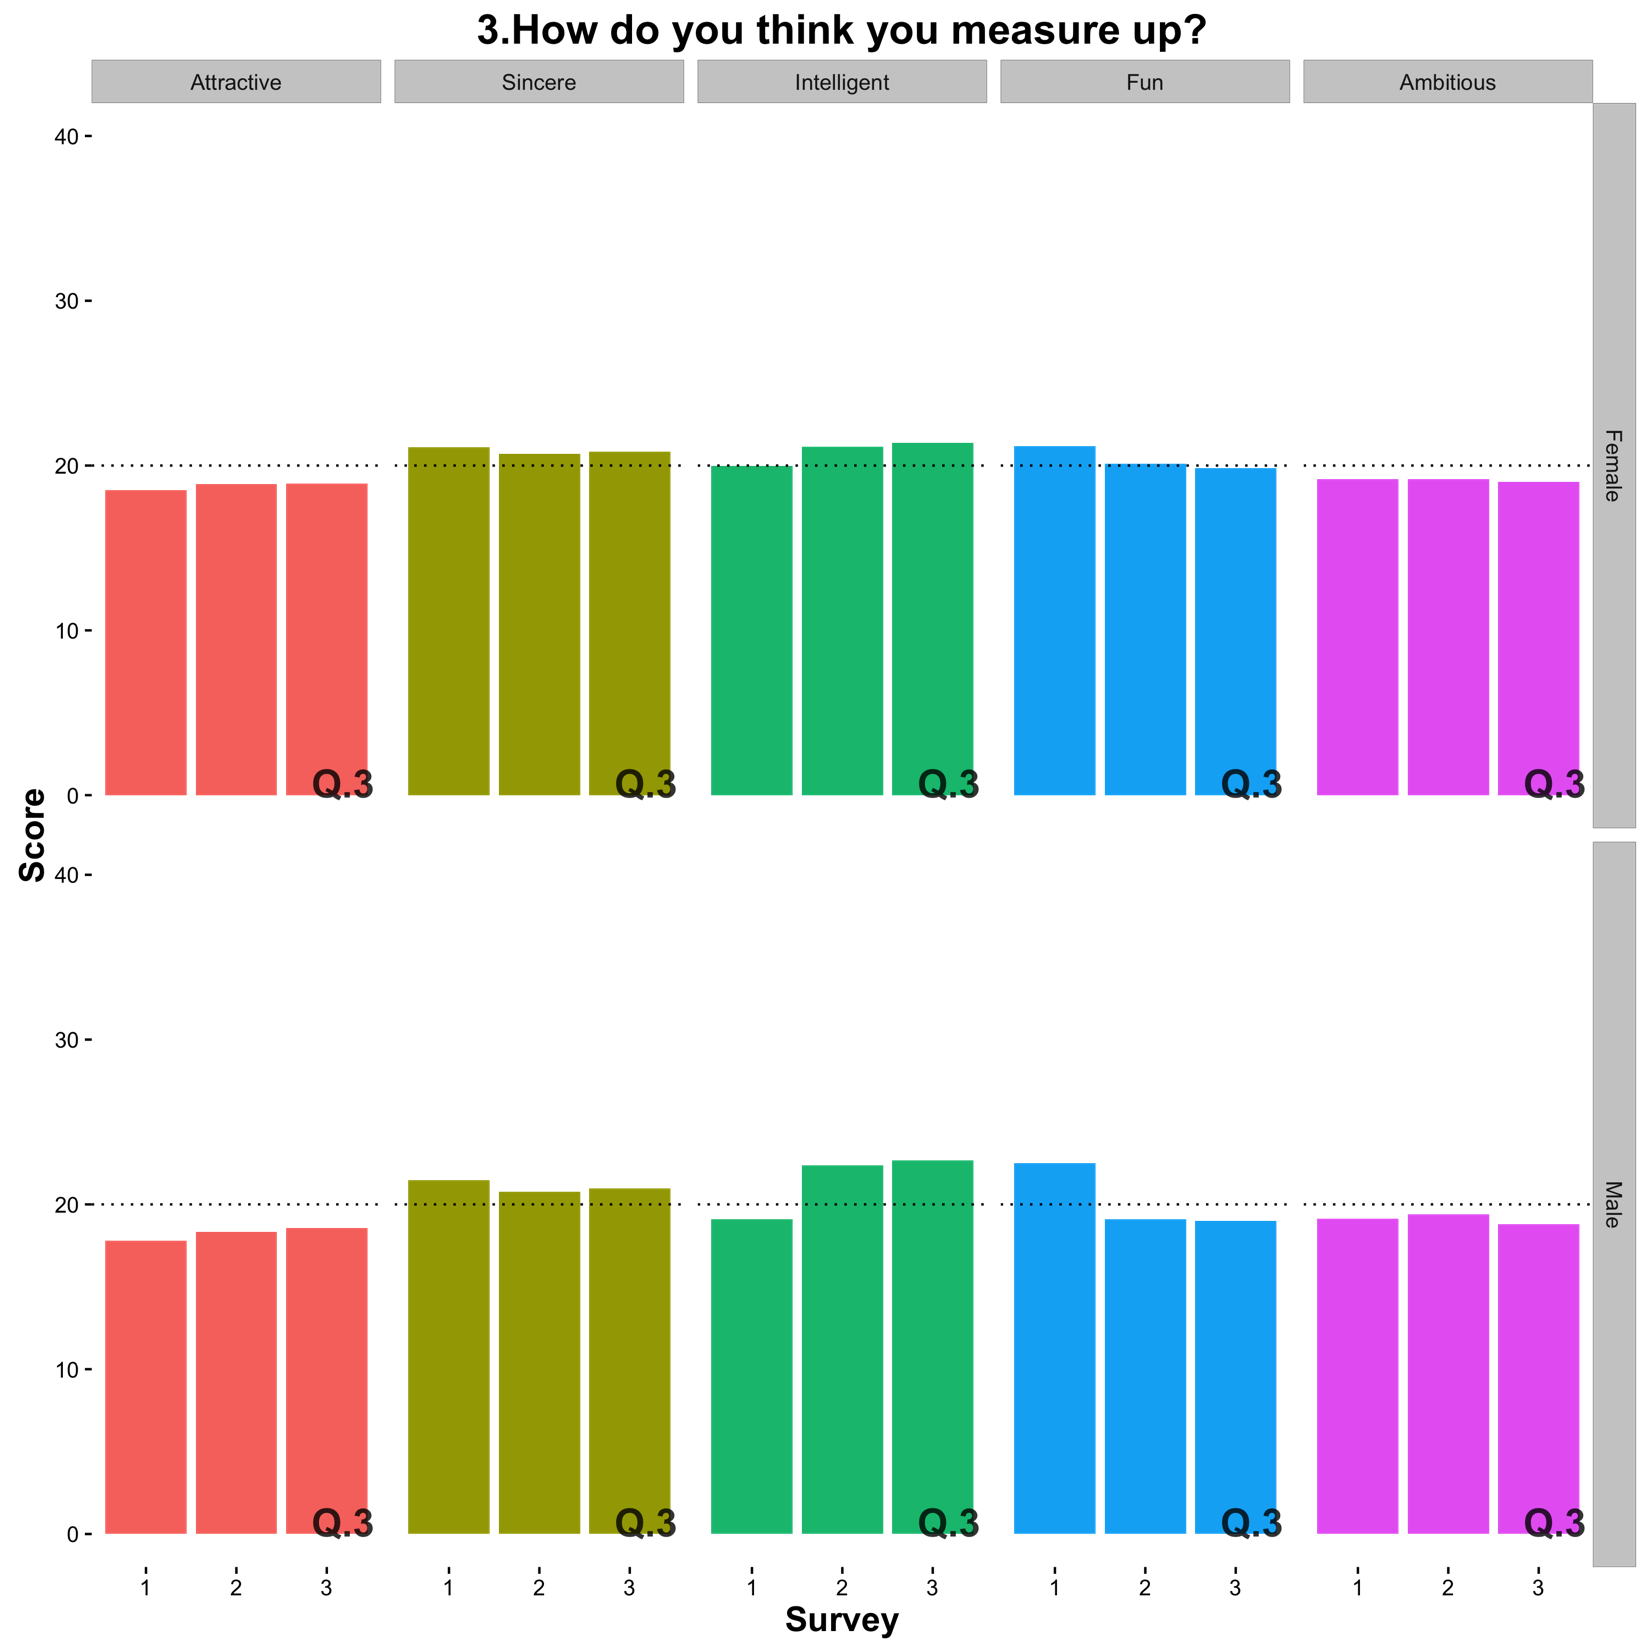 3.How do you think you measure up?
Attractive Sincere Intelligent Fun Ambitious
40
30
20
10
0
Q.3 Q.3 Q.3 Q.3 Q.3
Female
Score
40
30
20
10
0
Q.3 Q.3 Q.3 Q.3 Q.3
Male
1 2 3 1 2 3 1 2 3 1 2 3 1 2 3
Survey